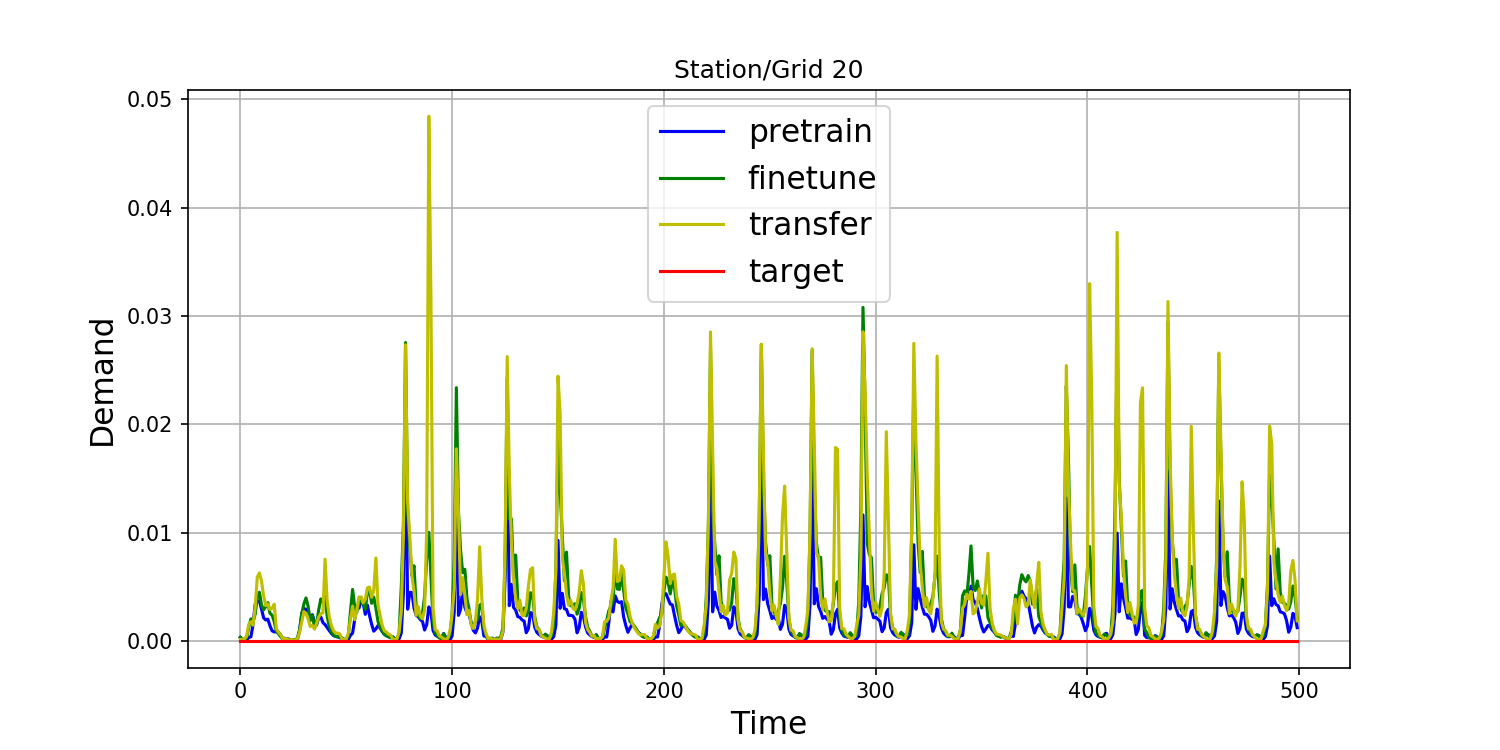 Station/Grid 20
0.05
0.04
0.03
0.02
0.01
0.00
Demand
pretrain
finetune
transfer
target
0 100 200 300 400 500
Time